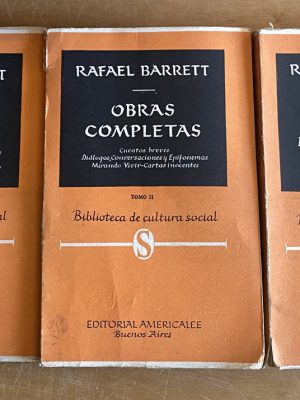 RAFAEL BARRETT
OBRAS
COMPLETAS
Cuentos breves
Diálogos, Conversaciones y Epifonemas
Mirando Vivir-Cartas inocentes
TOMO II
Biblioteca de cultura social
S
EDITORIAL AMERICALEE
Buenos Aires
al
R